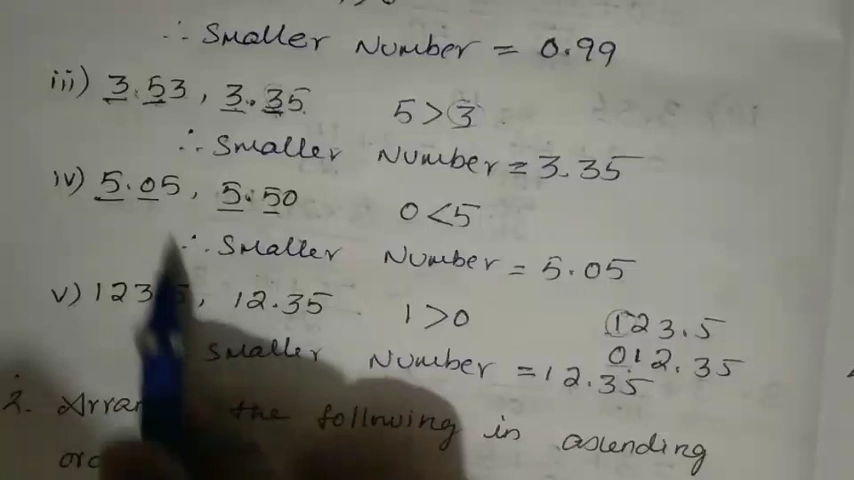 ∴ Smaller Number = 0.99
iii) 3.53, 3.35 5>3
∴ Smaller Number = 3.35
iv) 5.05, 5.50 0<5
∴ Smaller Number = 5.05
v) 123.5, 12.35 1>0 123.5
012.35
Smaller Number = 12.35
2. the following in ascending